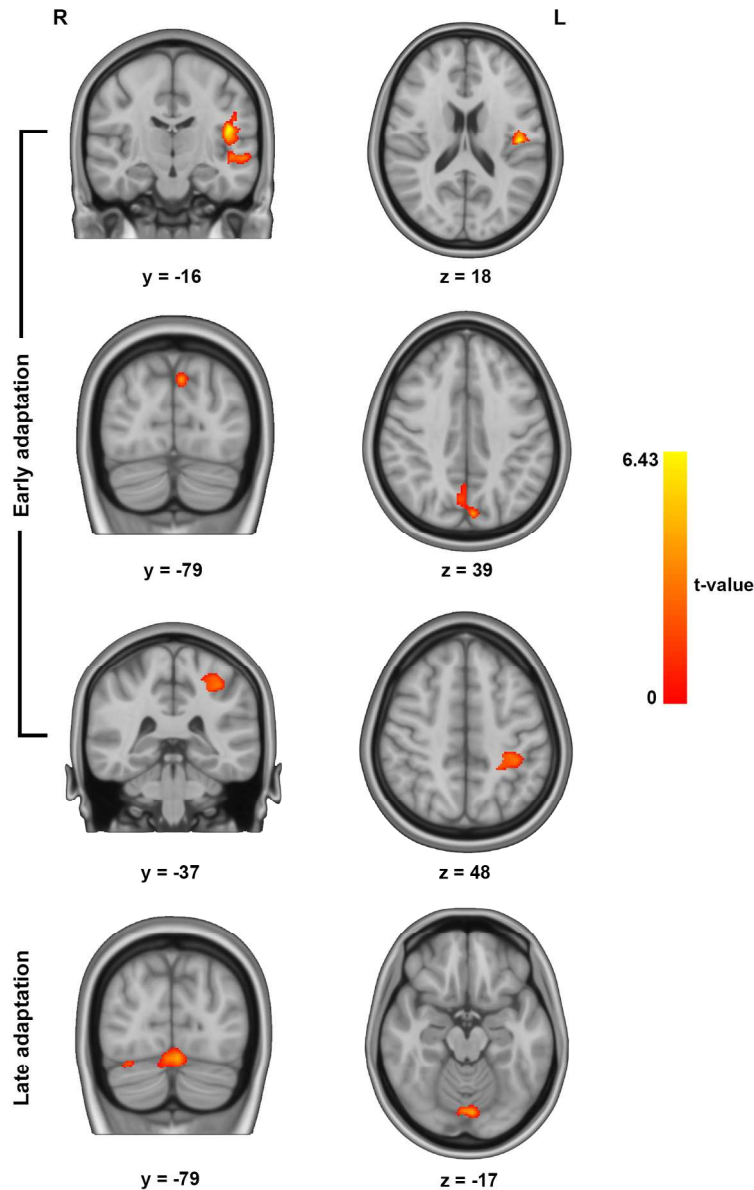 R
L
y = -16
z = 18
Early adaptation
y = -79
z = 39
6.43
t-value
0
y = -37
z = 48
Late adaptation
y = -79
z = -17